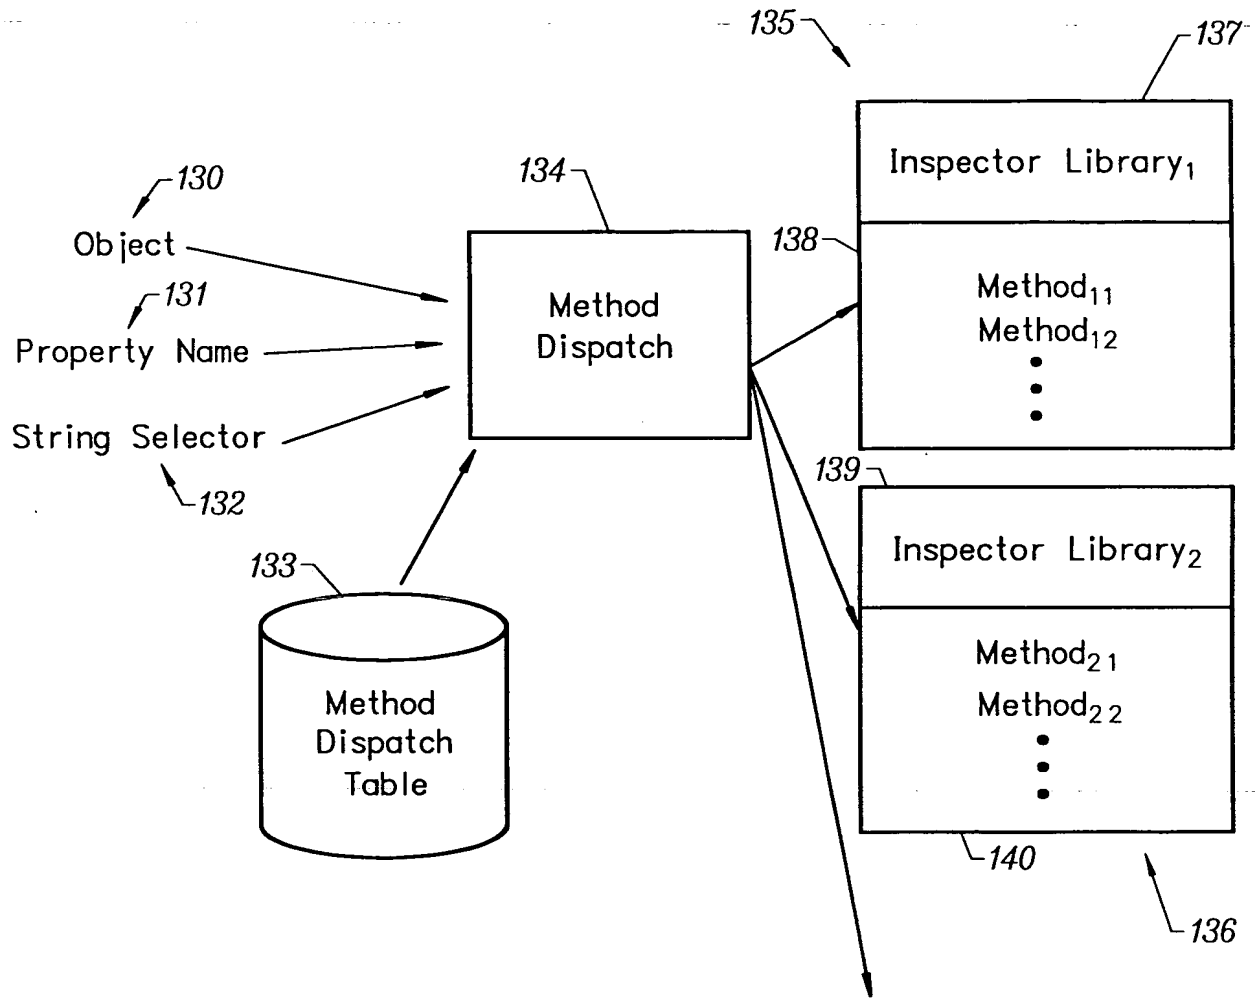 135
137
Inspector Library₁
130
134
Object
138
131
Method
Dispatch
Method₁₁
Method₁₂
Property Name
String Selector
132
139
Inspector Library₂
133
Method₂₁
Method₂₂
Method
Dispatch
Table
140
136